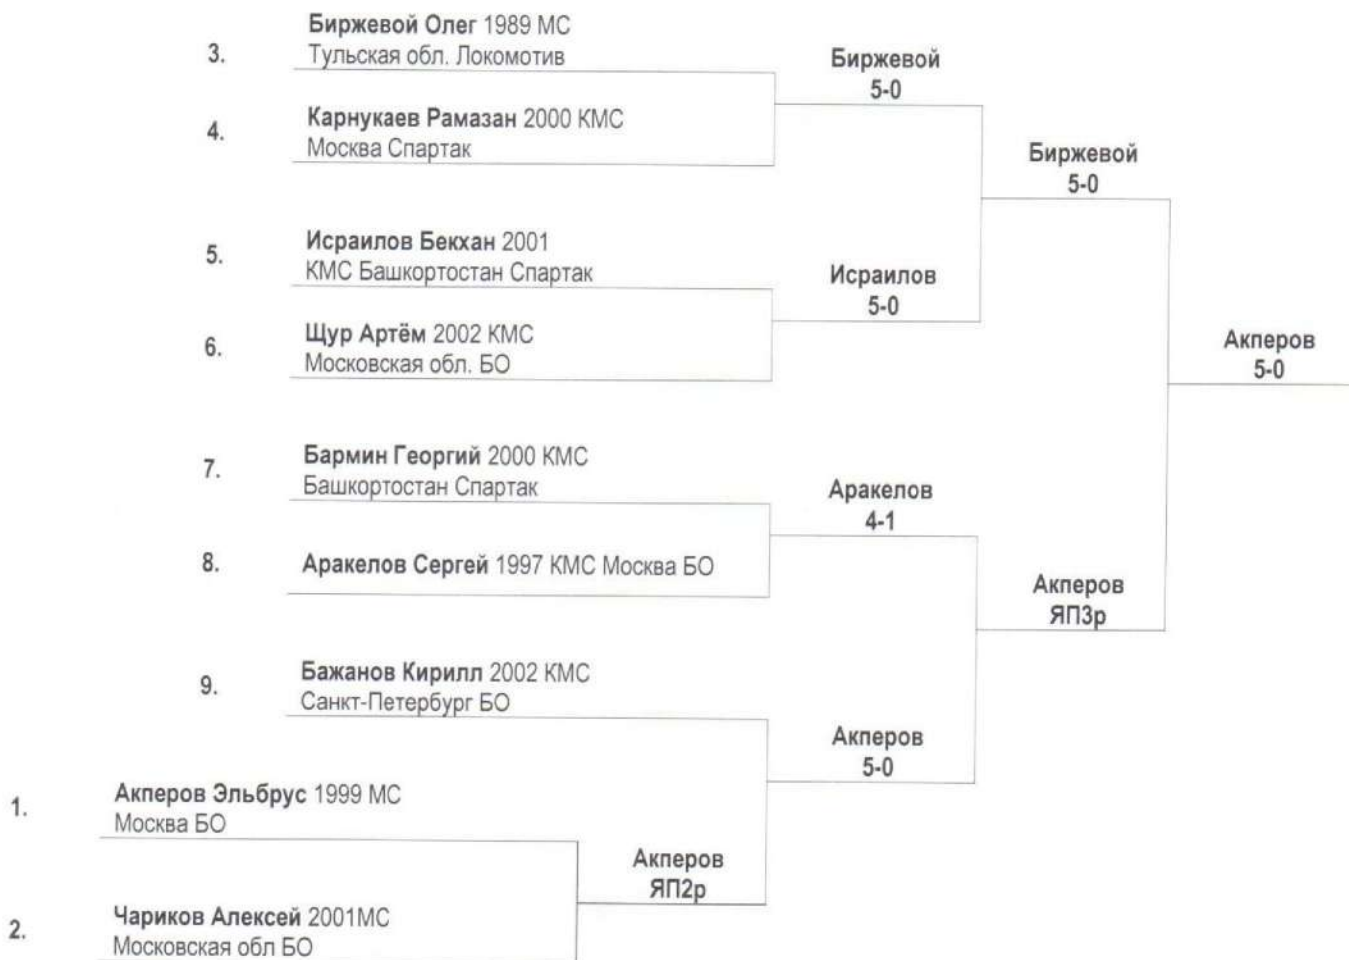 3.
Биржевой Олег 1989 МС
Тульская обл. Локомотив
4.
Карнукаев Рамазан 2000 КМС
Москва Спартак
Биржевой
5-0
5.
Исраилов Бекхан 2001
КМС Башкортостан Спартак
6.
Щур Артём 2002 КМС
Московская обл. БО
Исраилов
5-0
Биржевой
5-0
7.
Бармин Георгий 2000 КМС
Башкортостан Спартак
8.
Аракелов Сергей 1997 КМС Москва БО
Аракелов
4-1
9.
Бажанов Кирилл 2002 КМС
Санкт-Петербург БО
1.
Акперов Эльбрус 1999 МС
Москва БО
2.
Чариков Алексей 2001МС
Московская обл БО
Акперов
ЯП2р
Акперов
5-0
Акперов
ЯП3р
Акперов
5-0